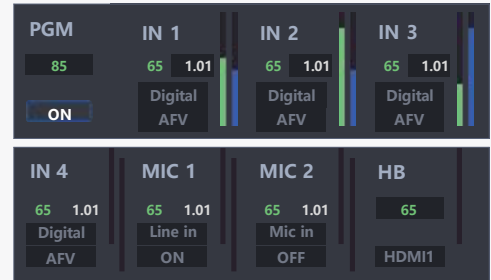 PGM IN 1 IN 2 IN 3
85 65 1.01 65 1.01 65 1.01
Digital Digital Digital
ON AFV AFV AFV
IN 4 MIC 1 MIC 2 HB
65 1.01 65 1.01 65 1.01 65
Digital Line in Mic in
AFV ON OFF HDMI1